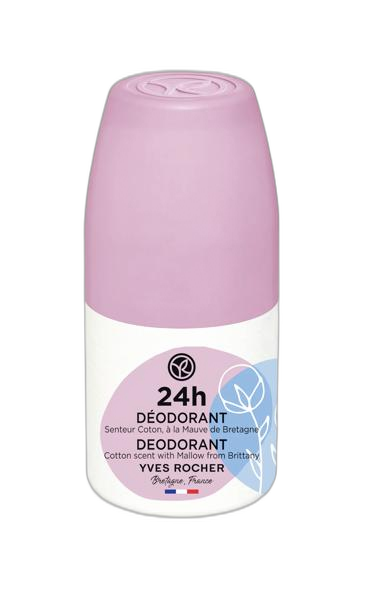 24h
DÉODORANT
Senteur Coton, à la Mauve de Bretagne
DEODORANT
Cotton scent with Mallow from Brittany
YVES ROCHER
Bretagne, France